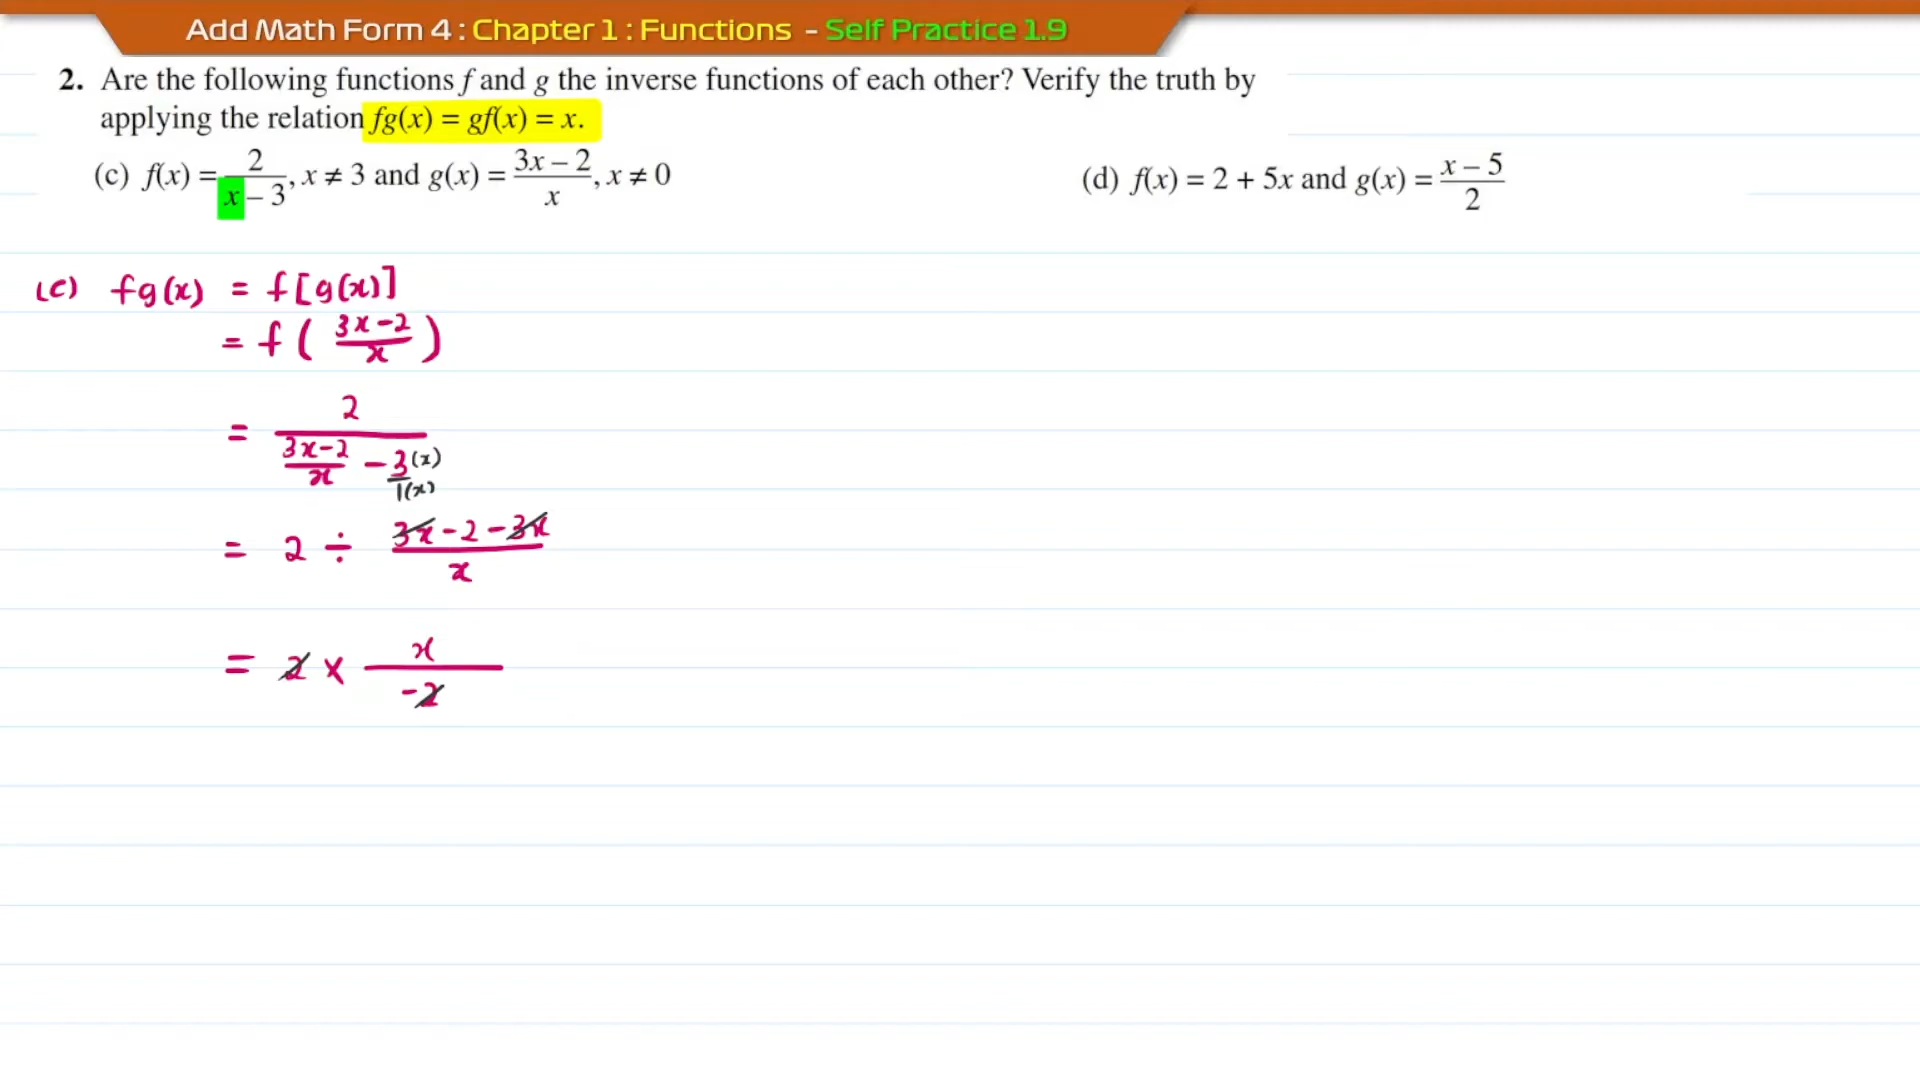 Add Math Form 4 : Chapter 1 : Functions - Self Practice 1.9
2. Are the following functions f and g the inverse functions of each other? Verify the truth by
applying the relation fg(x) = gf(x) = x.
(c) f(x) = 2/(x – 3), x ≠ 3 and g(x) = (3x – 2)/x, x ≠ 0
(d) f(x) = 2 + 5x and g(x) = (x – 5)/2
(c) fg(x) = f[g(x)]
= f((3x-2)/x)
= 2/((3x-2)/x - 3(x)/1(x))
= 2 ÷ (3x-2-3x)/x
= 2 × x/-2